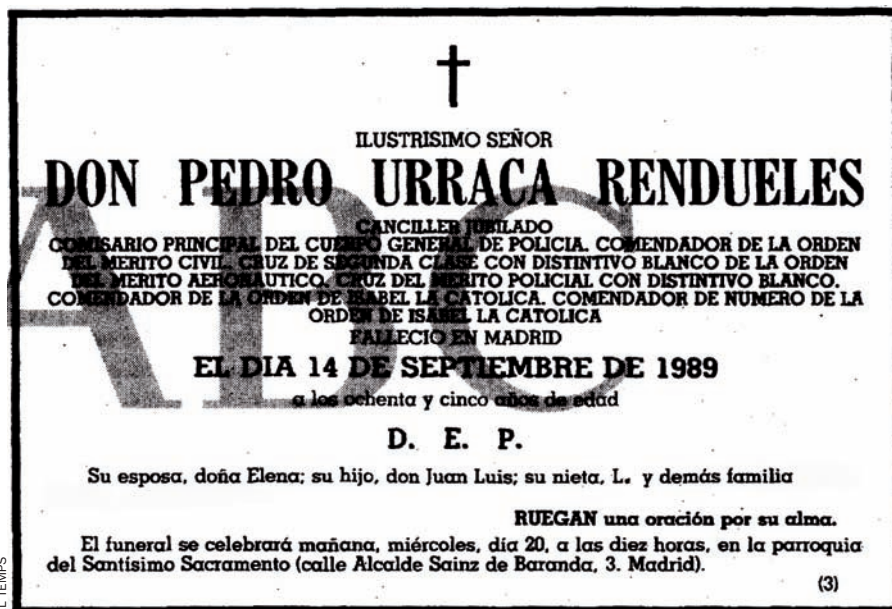 ILUSTRISIMO SEÑOR
DON PEDRO URRACA RENDUELES
CANCILLER JUBILADO
COMISARIO PRINCIPAL DEL CUERPO GENERAL DE POLICIA. COMENDADOR DE LA ORDEN
DEL MERITO CIVIL. CRUZ DE SEGUNDA CLASE CON DISTINTIVO BLANCO DE LA ORDEN
DEL MERITO AERONAUTICO. CRUZ DEL MERITO POLICIAL CON DISTINTIVO BLANCO.
COMENDADOR DE LA ORDEN DE ISABEL LA CATOLICA. COMENDADOR DE NUMERO DE LA
ORDEN DE ISABEL LA CATOLICA
FALLECIO EN MADRID
EL DIA 14 DE SEPTIEMBRE DE 1989
a los ochenta y cinco años de edad
D. E. P.
Su esposa, doña Elena; su hijo, don Juan Luis; su nieta, L. y demás familia
RUEGAN una oración por su alma.
El funeral se celebrará mañana, miércoles, día 20, a las diez horas, en la parroquia
del Santísimo Sacramento (calle Alcalde Sainz de Baranda, 3. Madrid).
(3)
ABC
L TEMPS